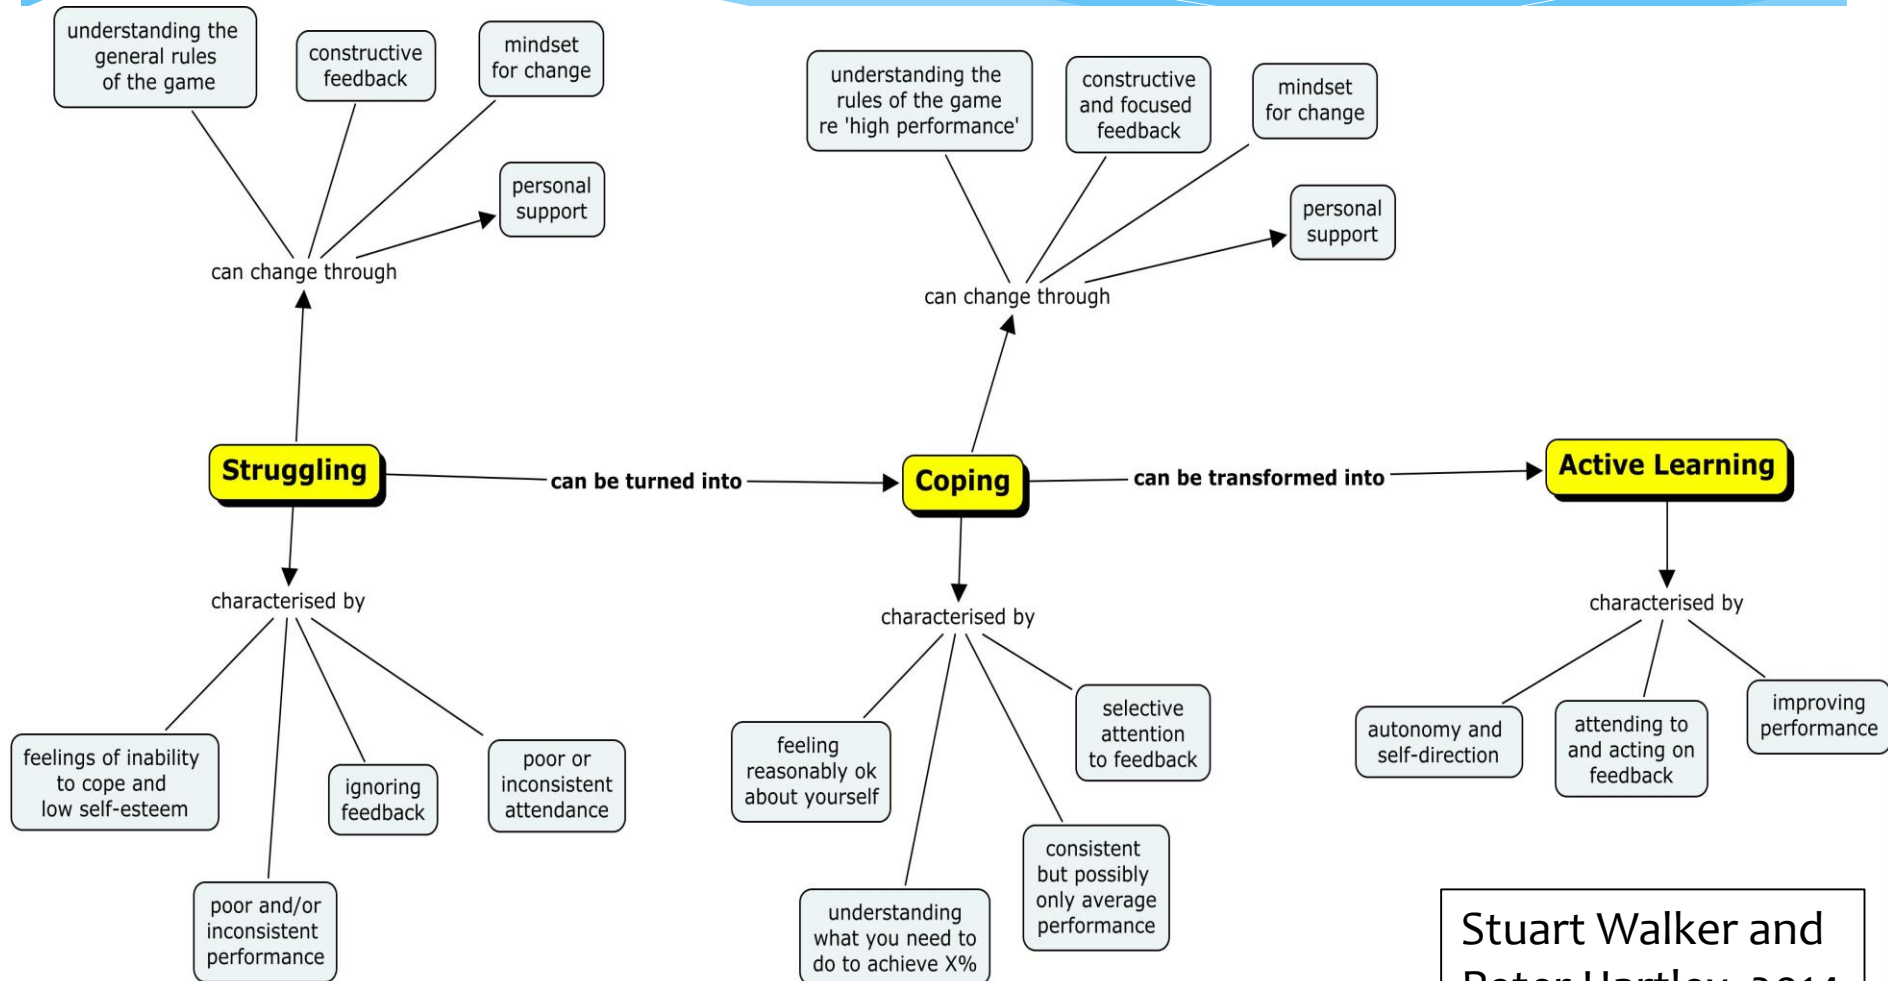 understanding the
general rules
of the game
constructive
feedback
mindset
for change
personal
support
can change through
understanding the
rules of the game
re 'high performance'
constructive
and focused
feedback
mindset
for change
personal
support
can change through
Struggling
can be turned into
Coping
can be transformed into
Active Learning
characterised by
feelings of inability
to cope and
low self-esteem
poor and/or
inconsistent
performance
ignoring
feedback
poor or
inconsistent
attendance
characterised by
feeling
reasonably ok
about yourself
understanding
what you need to
do to achieve X%
consistent
but possibly
only average
performance
selective
attention
to feedback
characterised by
autonomy and
self-direction
attending to
and acting on
feedback
improving
performance
Stuart Walker and
Peter Hartley, 2014